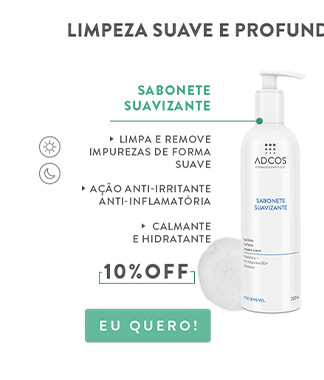 LIMPEZA SUAVE E PROFUND
SABONETE
SUAVIZANTE
LIMPA E REMOVE
IMPUREZAS DE FORMA
SUAVE
AÇÃO ANTI-IRRITANTE
ANTI-INFLAMATÓRIA
CALMANTE
E HIDRATANTE
10%OFF
EU QUERO!
ADCOS
SABONETE
SUAVIZANTE